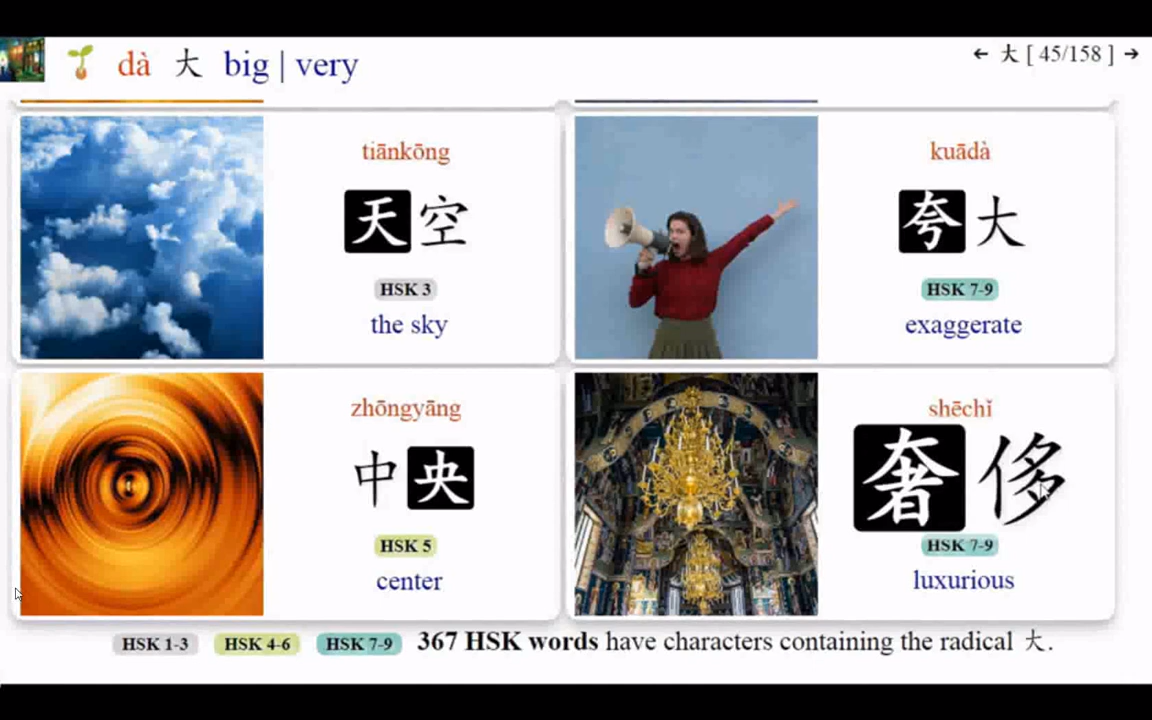 dà 大 big | very
← 大 [ 45/158 ] →
tiānkōng
天空
HSK 3
the sky
kuādà
夸大
HSK 7-9
exaggerate
zhōngyāng
中央
HSK 5
center
shēchǐ
奢侈
HSK 7-9
luxurious
HSK 1-3 HSK 4-6 HSK 7-9 367 HSK words have characters containing the radical 大.